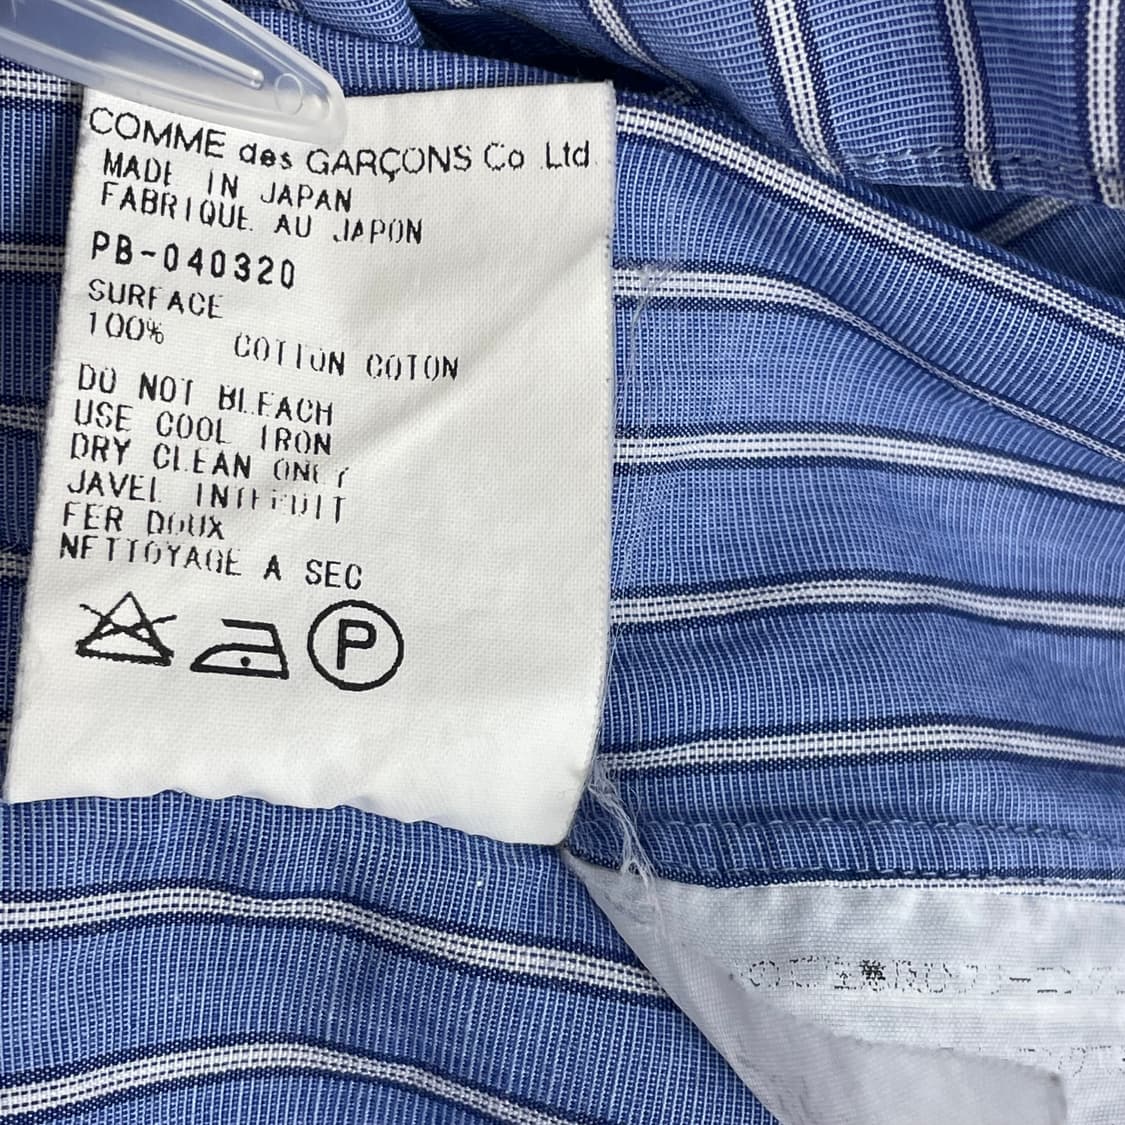 COMME des GARÇONS Co Ltd
MADE IN JAPAN
FABRIQUE AU JAPON
PB-040320
SURFACE
100% COTTON COTON
DO NOT BLEACH
USE COOL IRON
DRY CLEAN ONLY
JAVEL INTERDIT
FER DOUX
NETTOYAGE A SEC
P